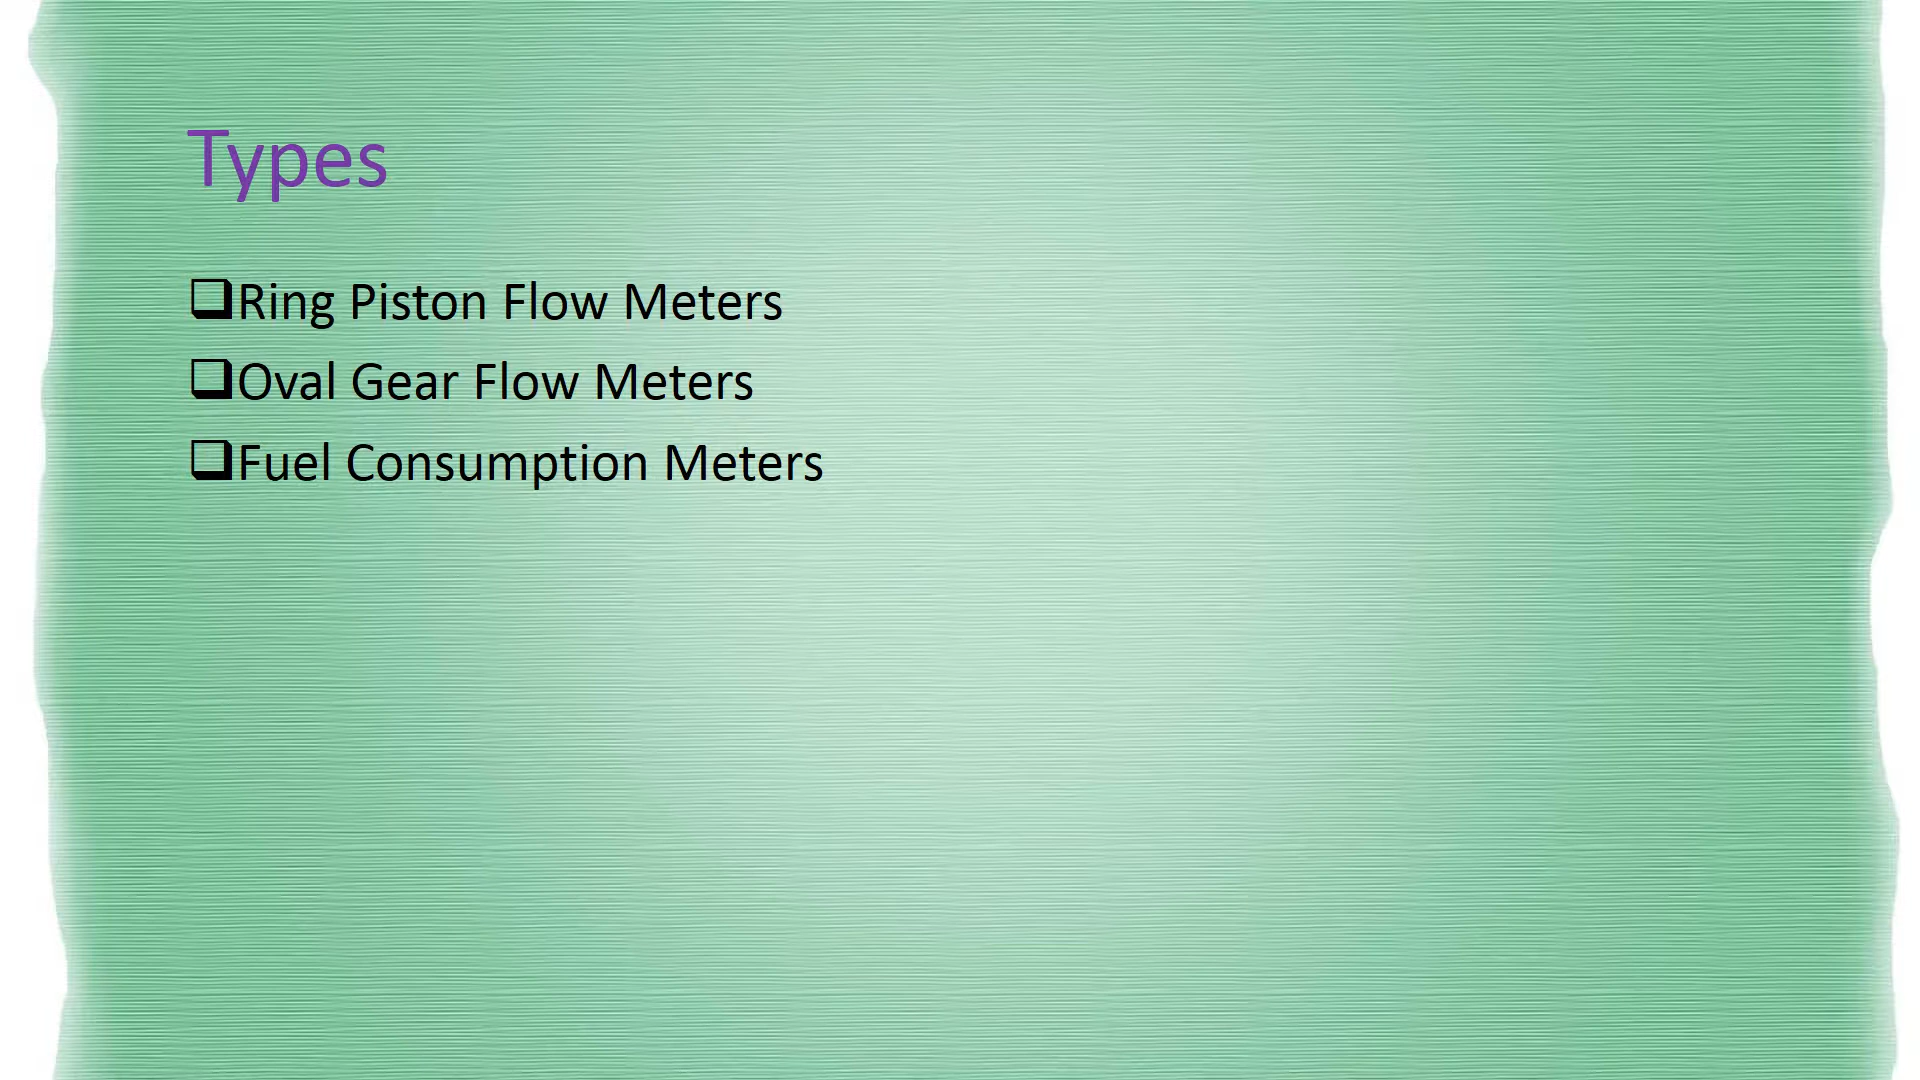 Types
❑Ring Piston Flow Meters
❑Oval Gear Flow Meters
❑Fuel Consumption Meters